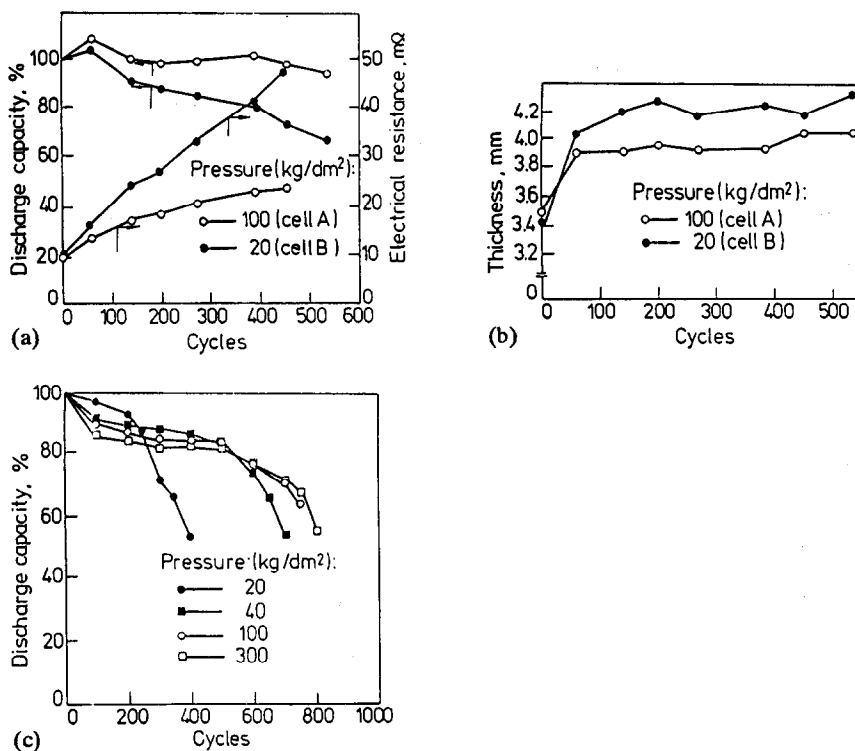 Discharge capacity, %
100
80
60
40
20
0
Electrical resistance, mΩ
50
40
30
20
10
0
Pressure (kg/dm²):
100 (cell A)
20 (cell B)
0 100 200 300 400 500 600
Cycles
(a)
Thickness, mm
4.2
4.0
3.8
3.6
3.4
3.2
0
Pressure (kg/dm²):
100 (cell A)
20 (cell B)
0 100 200 300 400 500
Cycles
(b)
Discharge capacity, %
100
80
60
40
20
0
Pressure (kg/dm²):
20
40
100
300
0 200 400 600 800 1000
Cycles
(c)